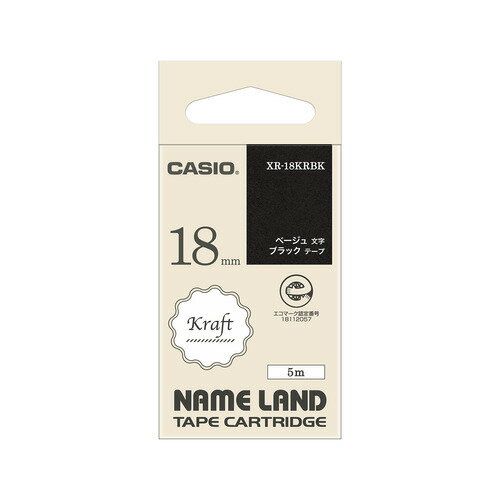 CASIO®
XR-18KRBK
ベージュ 文字
ブラック テープ
18mm
エコマーク認定番号
18112057
Kraft
5m
NAME LAND
TAPE CARTRIDGE